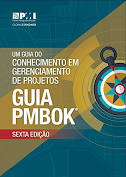 PMI
UM GUIA DO
CONHECIMENTO EM
GERENCIAMENTO
DE PROJETOS
GUIA
PMBOK®
SEXTA EDIÇÃO